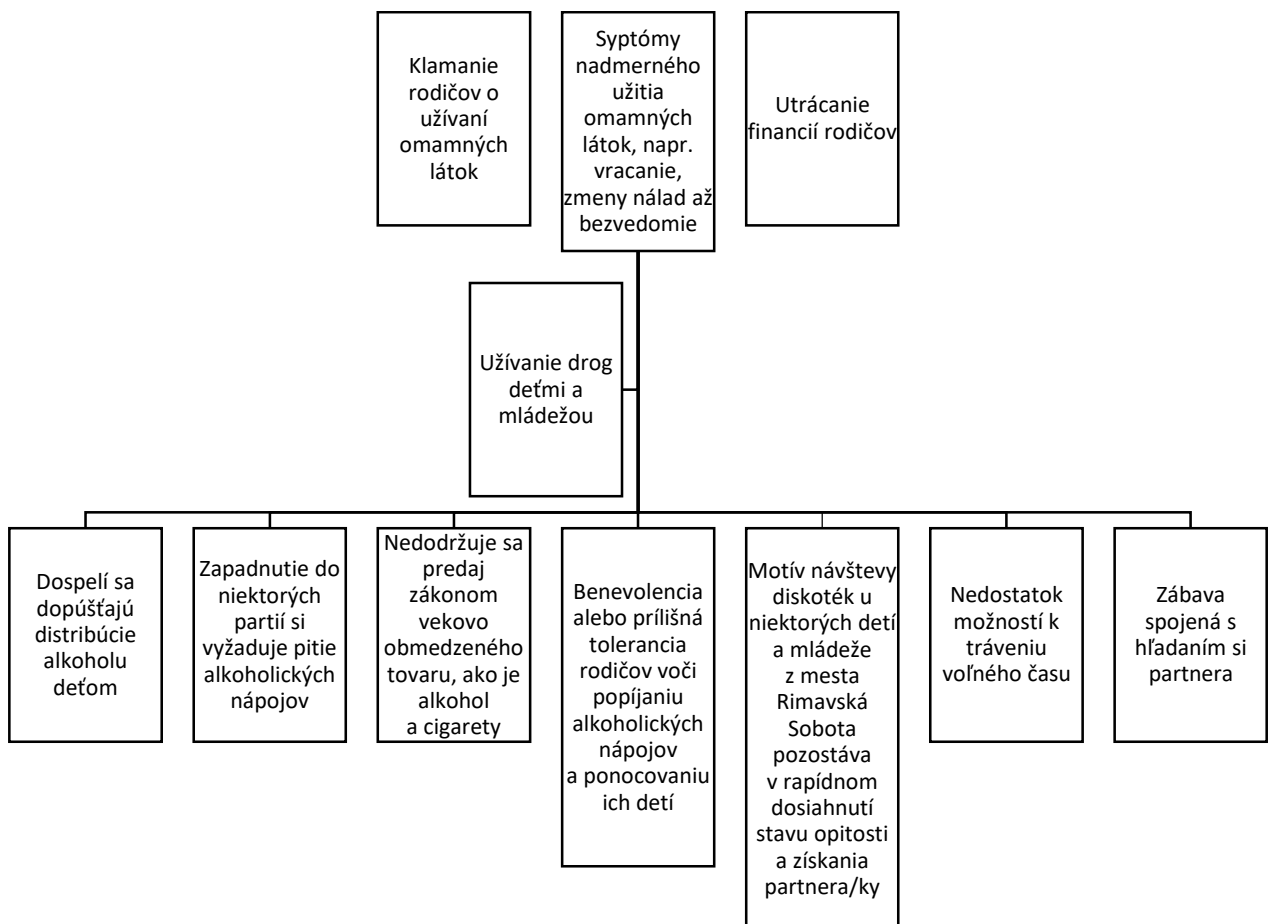 Klamanie
rodičov o
užívaní
omamných
látok
Syptómy
nadmerného
užitia
omamných
látok, napr.
vracanie,
zmeny nálad až
bezvedomie
Utrácanie
financií rodičov
Užívanie drog
deťmi a
mládežou
Dospelí sa
dopúšťajú
distribúcie
alkoholu
deťom
Zapadnutie do
niektorých
partií si
vyžaduje pitie
alkoholických
nápojov
Nedodržuje sa
predaj
zákonom
vekovo
obmedzeného
tovaru, ako je
alkohol
a cigarety
Benevolencia
alebo prílišná
tolerancia
rodičov voči
popíjaniu
alkoholických
nápojov
a ponocovaniu
ich detí
Motív návštevy
diskoték u
niektorých detí
a mládeže
z mesta
Rimavská
Sobota
pozostáva
v rapídnom
dosiahnutí
stavu opitosti
a získania
partnera/ky
Nedostatok
možností k
tráveniu
voľného času
Zábava
spojená s
hľadaním si
partnera